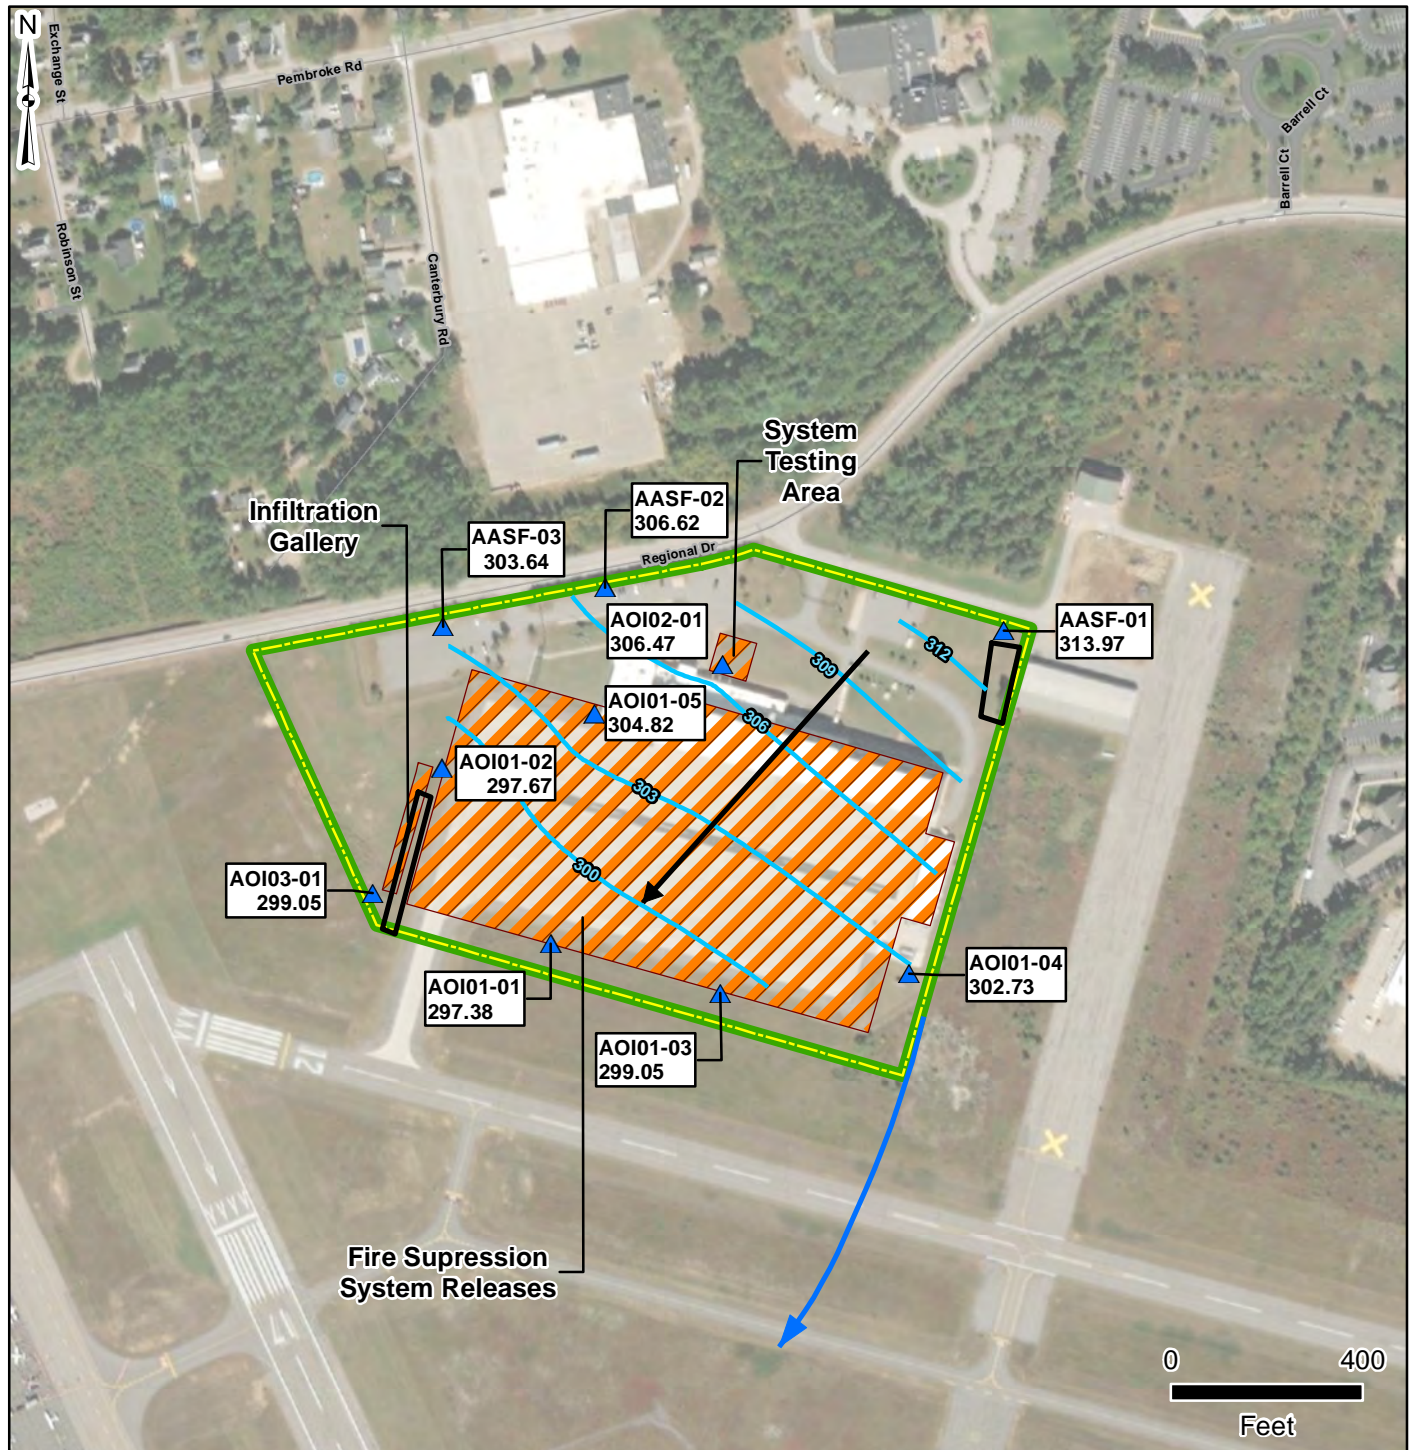 N
Exchange St
Pembroke Rd
Barrell Ct
Barrell Ct
Robinson St
Canterbury Rd
System
Testing
Area
Infiltration
Gallery
AASF-02
306.62
AASF-03
303.64
Regional Dr
AASF-01
313.97
AOI02-01
306.47
312
309
AOI01-05
304.82
306
AOI01-02
297.67
303
300
AOI03-01
299.05
AOI01-04
302.73
AOI01-01
297.38
AOI01-03
299.05
12
17
Fire Supression
System Releases
0 400
Feet